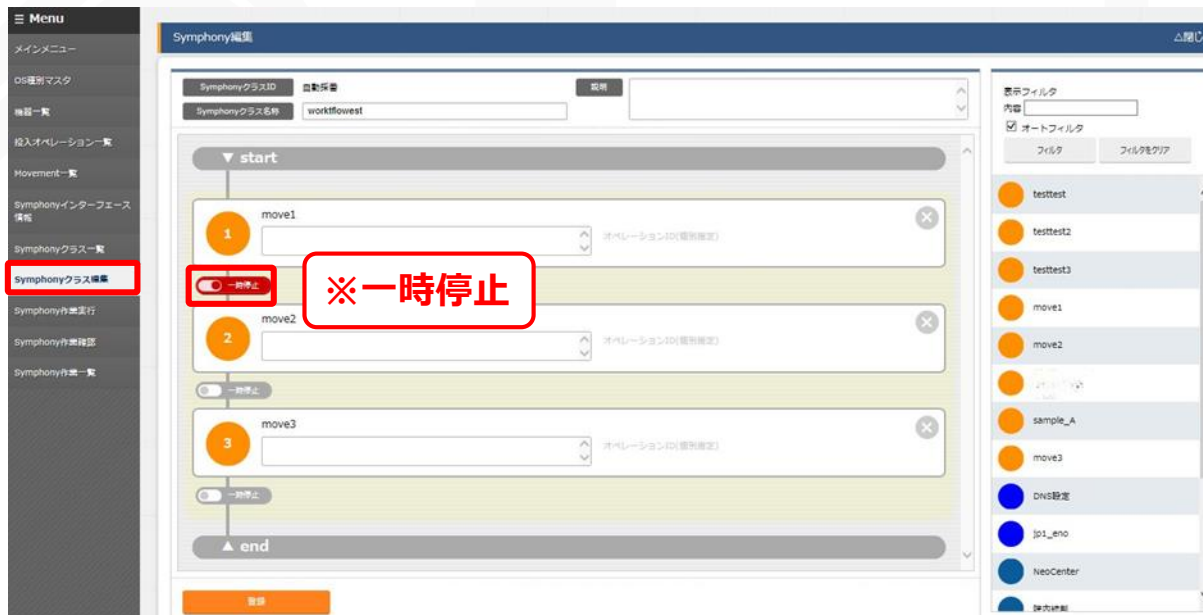 ≡ Menu
メインメニュー
OS種別マスタ
機器一覧
投入オペレーション一覧
Movement一覧
Symphonyインターフェース
情報
Symphonyクラス一覧
Symphonyクラス編集
Symphony作業実行
Symphony作業確認
Symphony作業一覧
Symphony編集
△閉じ
SymphonyクラスID
自動採番
説明
Symphonyクラス名称
worktflowest
▼ start
1
move1
オペレーションID(個別指定)
一時停止
※一時停止
2
move2
オペレーションID(個別指定)
一時停止
3
move3
オペレーションID(個別指定)
一時停止
▲ end
登録
表示フィルタ
内容
オートフィルタ
フィルタ
フィルタをクリア
testtest
testtest2
testtest3
move1
move2
sample_A
move3
DNS設定
jp1_eno
NeoCenter